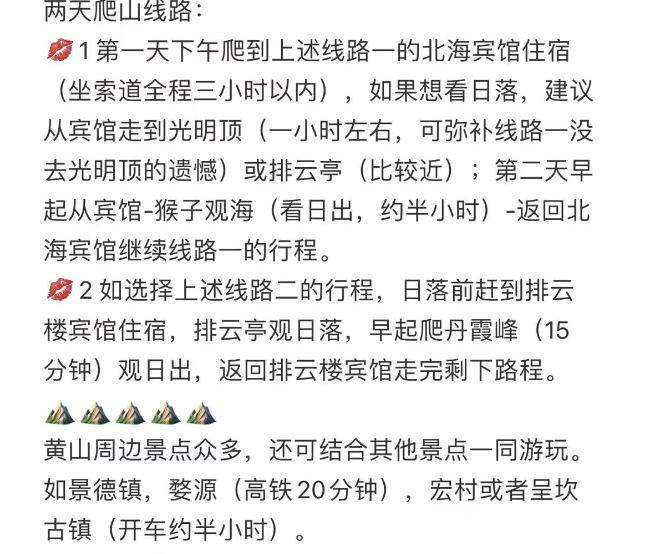 两天爬山线路：
💋1第一天下午爬到上述线路一的北海宾馆住宿
（坐索道全程三小时以内），如果想看日落，建议
从宾馆走到光明顶（一小时左右，可弥补线路一没
去光明顶的遗憾）或排云亭（比较近）；第二天早
起从宾馆-猴子观海（看日出，约半小时）-返回北
海宾馆继续线路一的行程。
💋2如选择上述线路二的行程，日落前赶到排云
楼宾馆住宿，排云亭观日落，早起爬丹霞峰（15
分钟）观日出，返回排云楼宾馆走完剩下路程。
⛰️⛰️⛰️⛰️⛰️
黄山周边景点众多，还可结合其他景点一同游玩。
如景德镇，婺源（高铁20分钟），宏村或者呈坎
古镇（开车约半小时）。